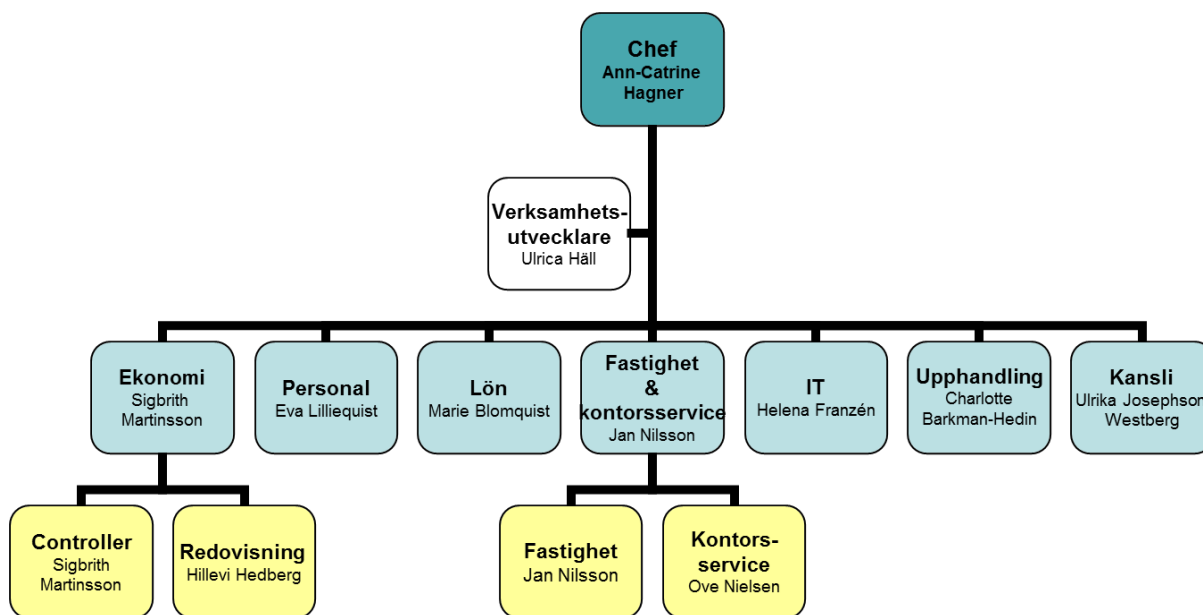 Chef
Ann-Catrine
Hagner
Verksamhets-
utvecklare
Ulrica Häll
Ekonomi
Sigbrith
Martinsson
Personal
Eva Lilliequist
Lön
Marie Blomquist
Fastighet
&
kontorsservice
Jan Nilsson
IT
Helena Franzén
Upphandling
Charlotte
Barkman-Hedin
Kansli
Ulrika Josephson
Westberg
Controller
Sigbrith
Martinsson
Redovisning
Hillevi Hedberg
Fastighet
Jan Nilsson
Kontors-
service
Ove Nielsen